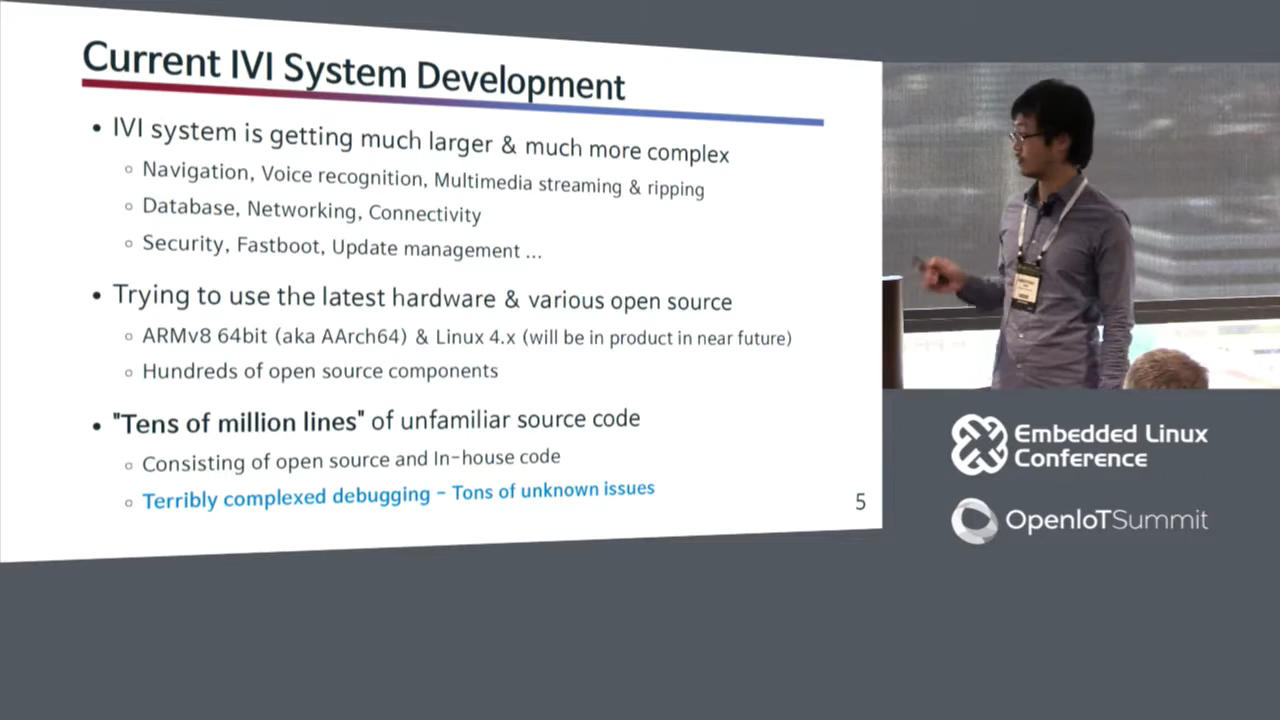 Current IVI System Development
• IVI system is getting much larger & much more complex
◦ Navigation, Voice recognition, Multimedia streaming & ripping
◦ Database, Networking, Connectivity
◦ Security, Fastboot, Update management ...
• Trying to use the latest hardware & various open source
◦ ARMv8 64bit (aka AArch64) & Linux 4.x (will be in product in near future)
◦ Hundreds of open source components
• "Tens of million lines" of unfamiliar source code
◦ Consisting of open source and In-house code
◦ Terribly complexed debugging - Tons of unknown issues
5
Embedded Linux
Conference
OpenIoTSummit